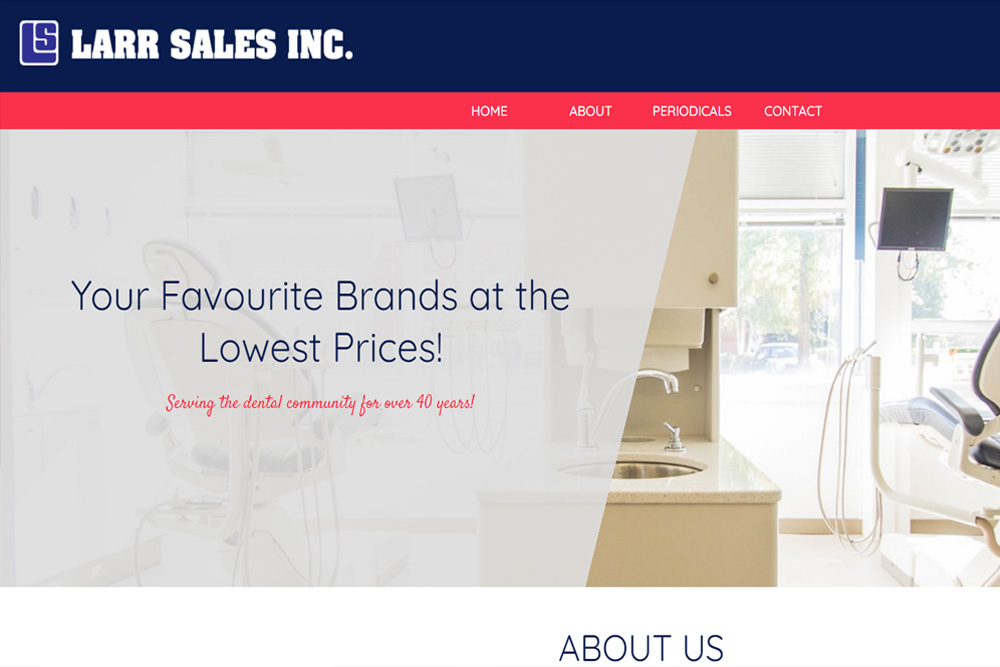 LS LARR SALES INC.
HOME ABOUT PERIODICALS CONTACT
Your Favourite Brands at the
Lowest Prices!
Serving the dental community for over 40 years!
ABOUT US